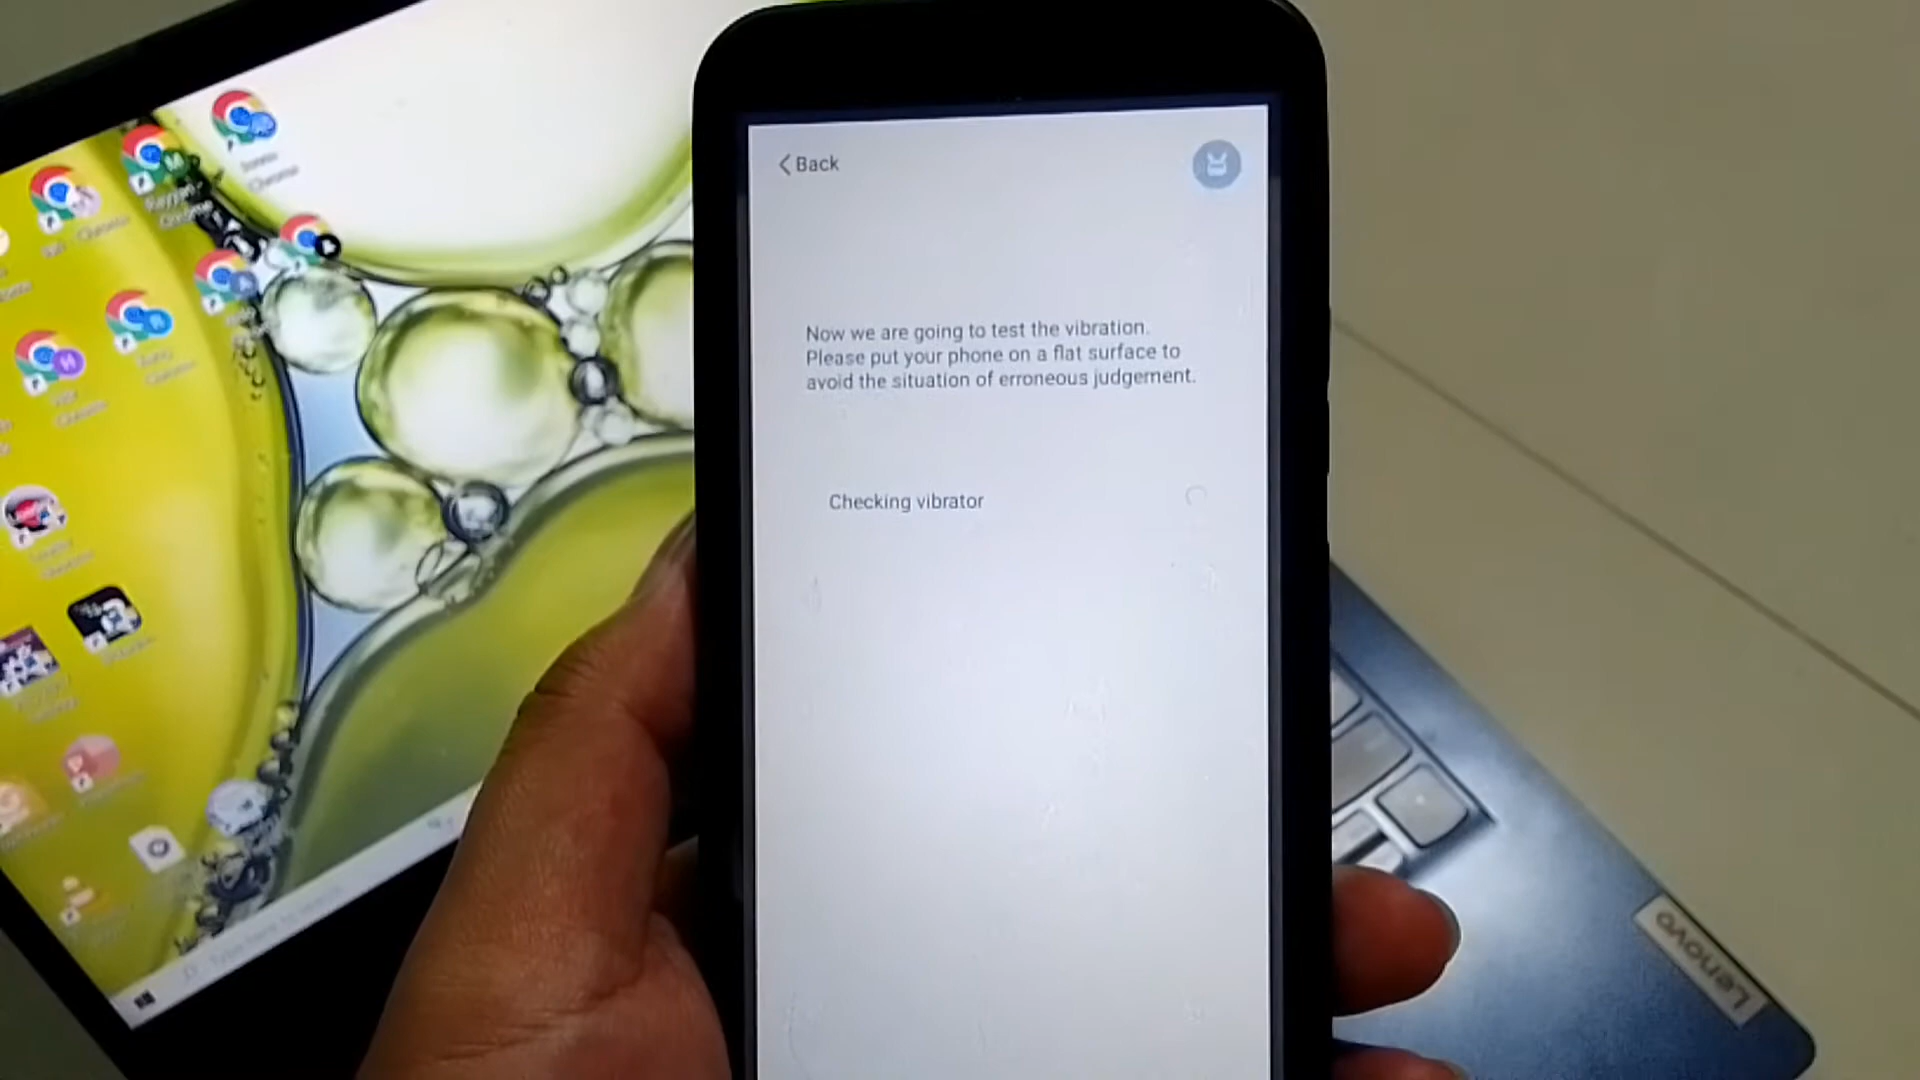 Back
Now we are going to test the vibration.
Please put your phone on a flat surface to
avoid the situation of erroneous judgement.
Checking vibrator
Lenovo